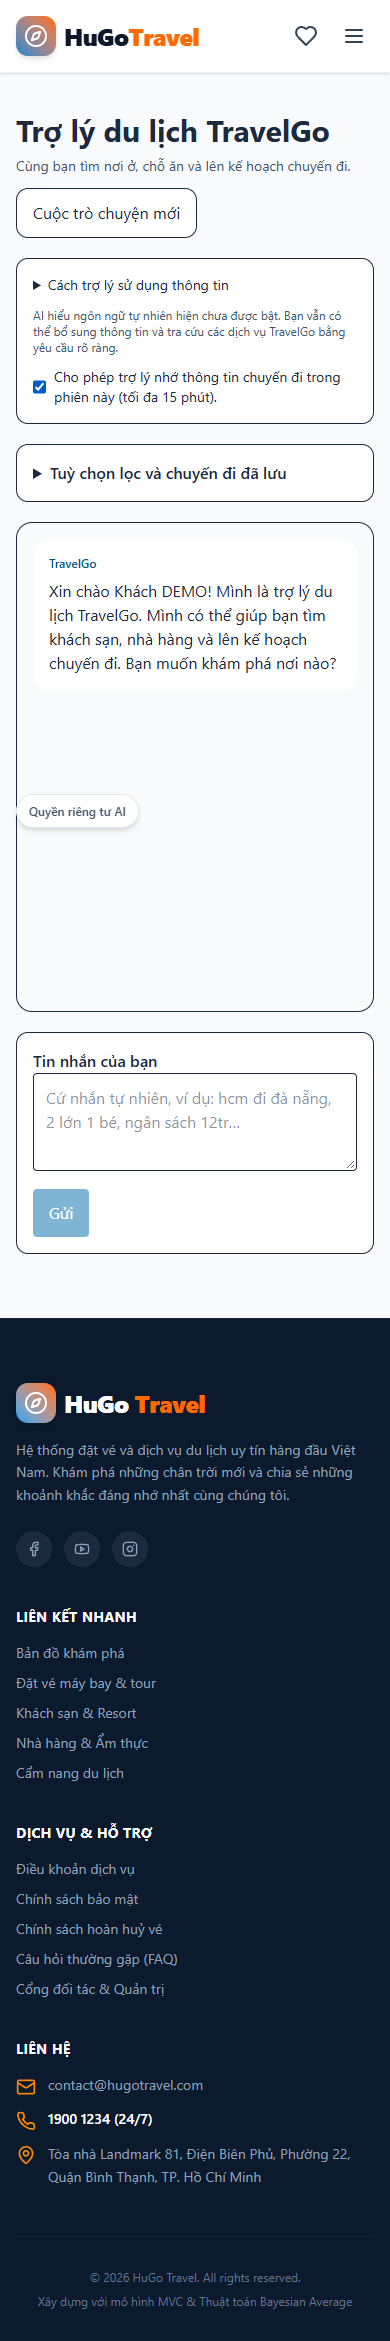 HuGoTravel
Trợ lý du lịch TravelGo
Cùng bạn tìm nơi ở, chỗ ăn và lên kế hoạch chuyến đi.
Cuộc trò chuyện mới
Cách trợ lý sử dụng thông tin
AI hiểu ngôn ngữ tự nhiên hiện chưa được bật. Bạn vẫn có
thể bổ sung thông tin và tra cứu các dịch vụ TravelGo bằng
yêu cầu rõ ràng.
Cho phép trợ lý nhớ thông tin chuyến đi trong
phiên này (tối đa 15 phút).
Tuỳ chọn lọc và chuyến đi đã lưu
TravelGo
Xin chào Khách DEMO! Mình là trợ lý du
lịch TravelGo. Mình có thể giúp bạn tìm
khách sạn, nhà hàng và lên kế hoạch
chuyến đi. Bạn muốn khám phá nơi nào?
Quyền riêng tư AI
Tin nhắn của bạn
Cứ nhắn tự nhiên, ví dụ: hcm đi đà nẵng,
2 lớn 1 bé, ngân sách 12tr...
Gửi
HuGo Travel
Hệ thống đặt vé và dịch vụ du lịch uy tín hàng đầu Việt
Nam. Khám phá những chân trời mới và chia sẻ những
khoảnh khắc đáng nhớ nhất cùng chúng tôi.
LIÊN KẾT NHANH
Bản đồ khám phá
Đặt vé máy bay & tour
Khách sạn & Resort
Nhà hàng & Ẩm thực
Cẩm nang du lịch
DỊCH VỤ & HỖ TRỢ
Điều khoản dịch vụ
Chính sách bảo mật
Chính sách hoàn huỷ vé
Câu hỏi thường gặp (FAQ)
Cổng đối tác & Quản trị
LIÊN HỆ
contact@hugotravel.com
1900 1234 (24/7)
Tòa nhà Landmark 81, Điện Biên Phủ, Phường 22,
Quận Bình Thạnh, TP. Hồ Chí Minh
© 2026 HuGo Travel. All rights reserved.
Xây dựng với mô hình MVC & Thuật toán Bayesian Average